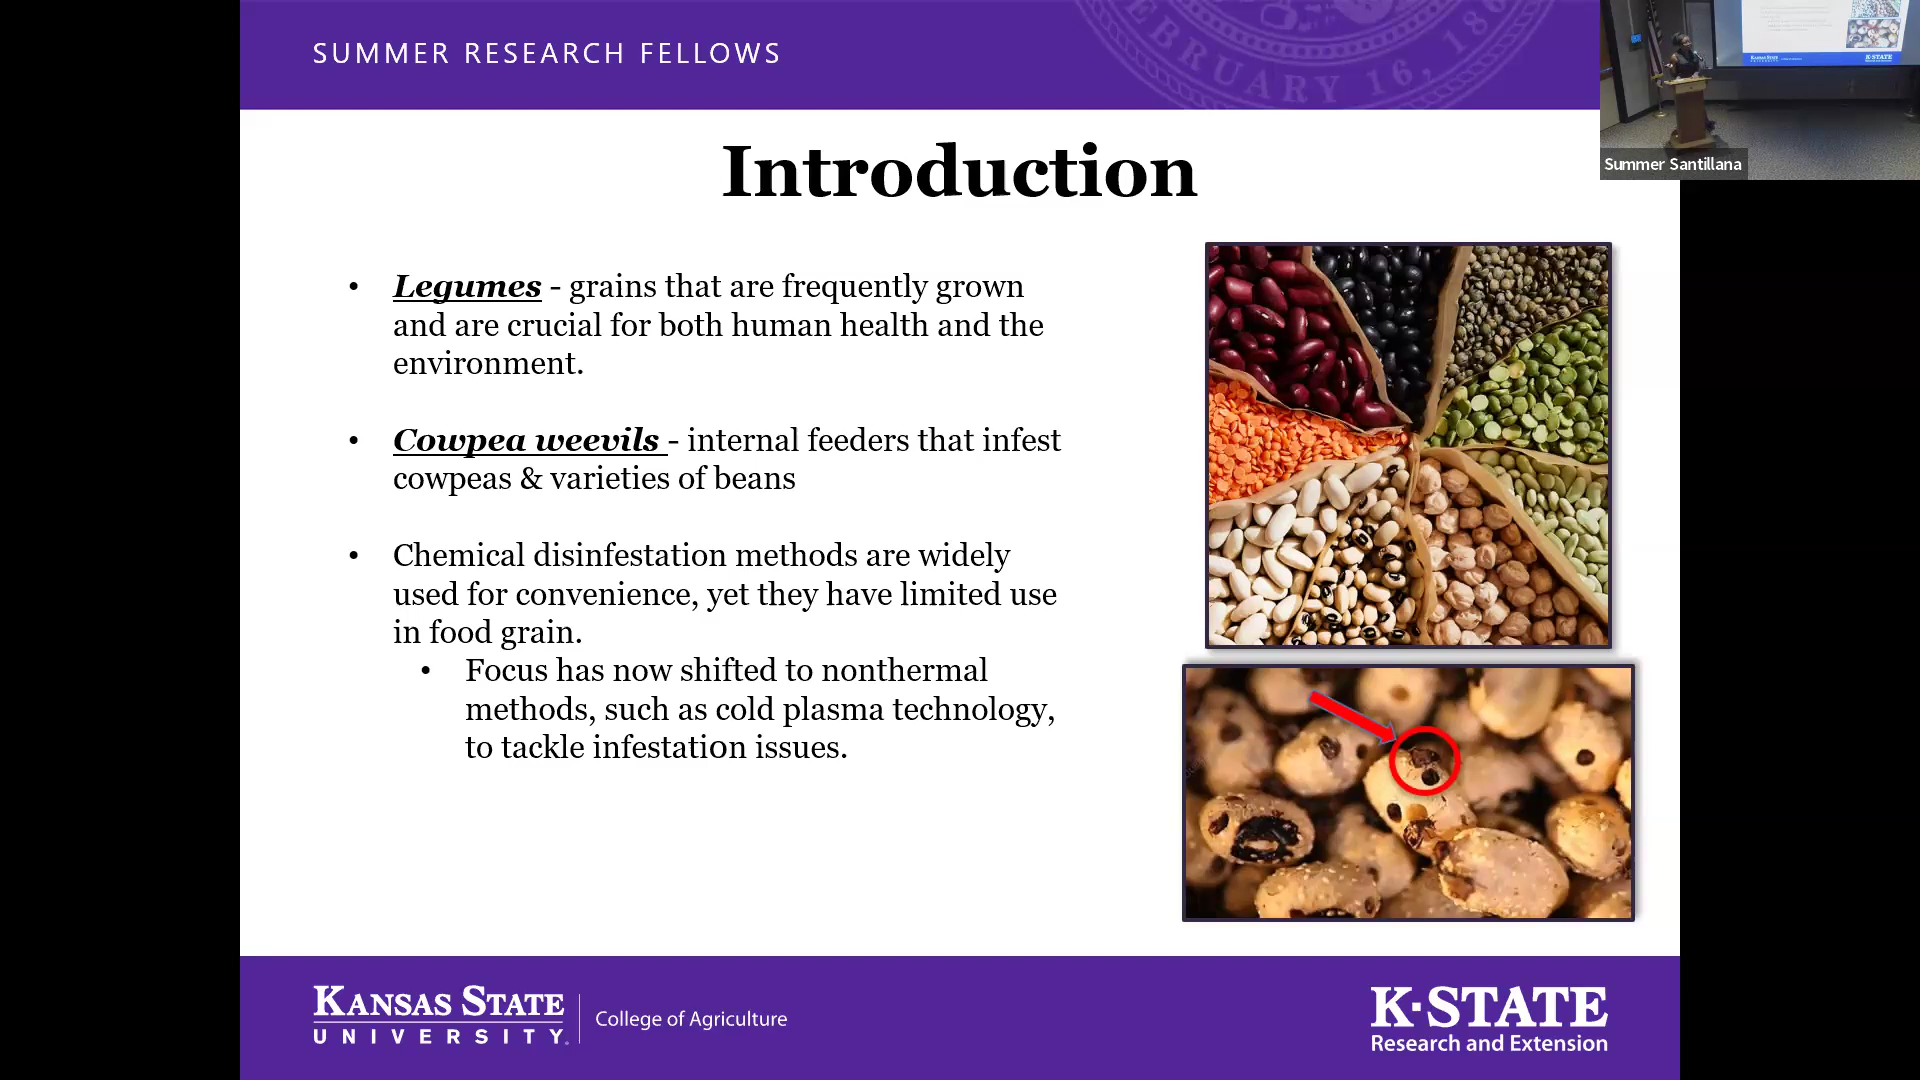 SUMMER RESEARCH FELLOWS
FEBRUARY 16, 186
Summer Santillana
Introduction
• Legumes - grains that are frequently grown
and are crucial for both human health and the
environment.
• Cowpea weevils - internal feeders that infest
cowpeas & varieties of beans
• Chemical disinfestation methods are widely
used for convenience, yet they have limited use
in food grain.
• Focus has now shifted to nonthermal
methods, such as cold plasma technology,
to tackle infestation issues.
KANSAS STATE
UNIVERSITY
College of Agriculture
K-STATE
Research and Extension